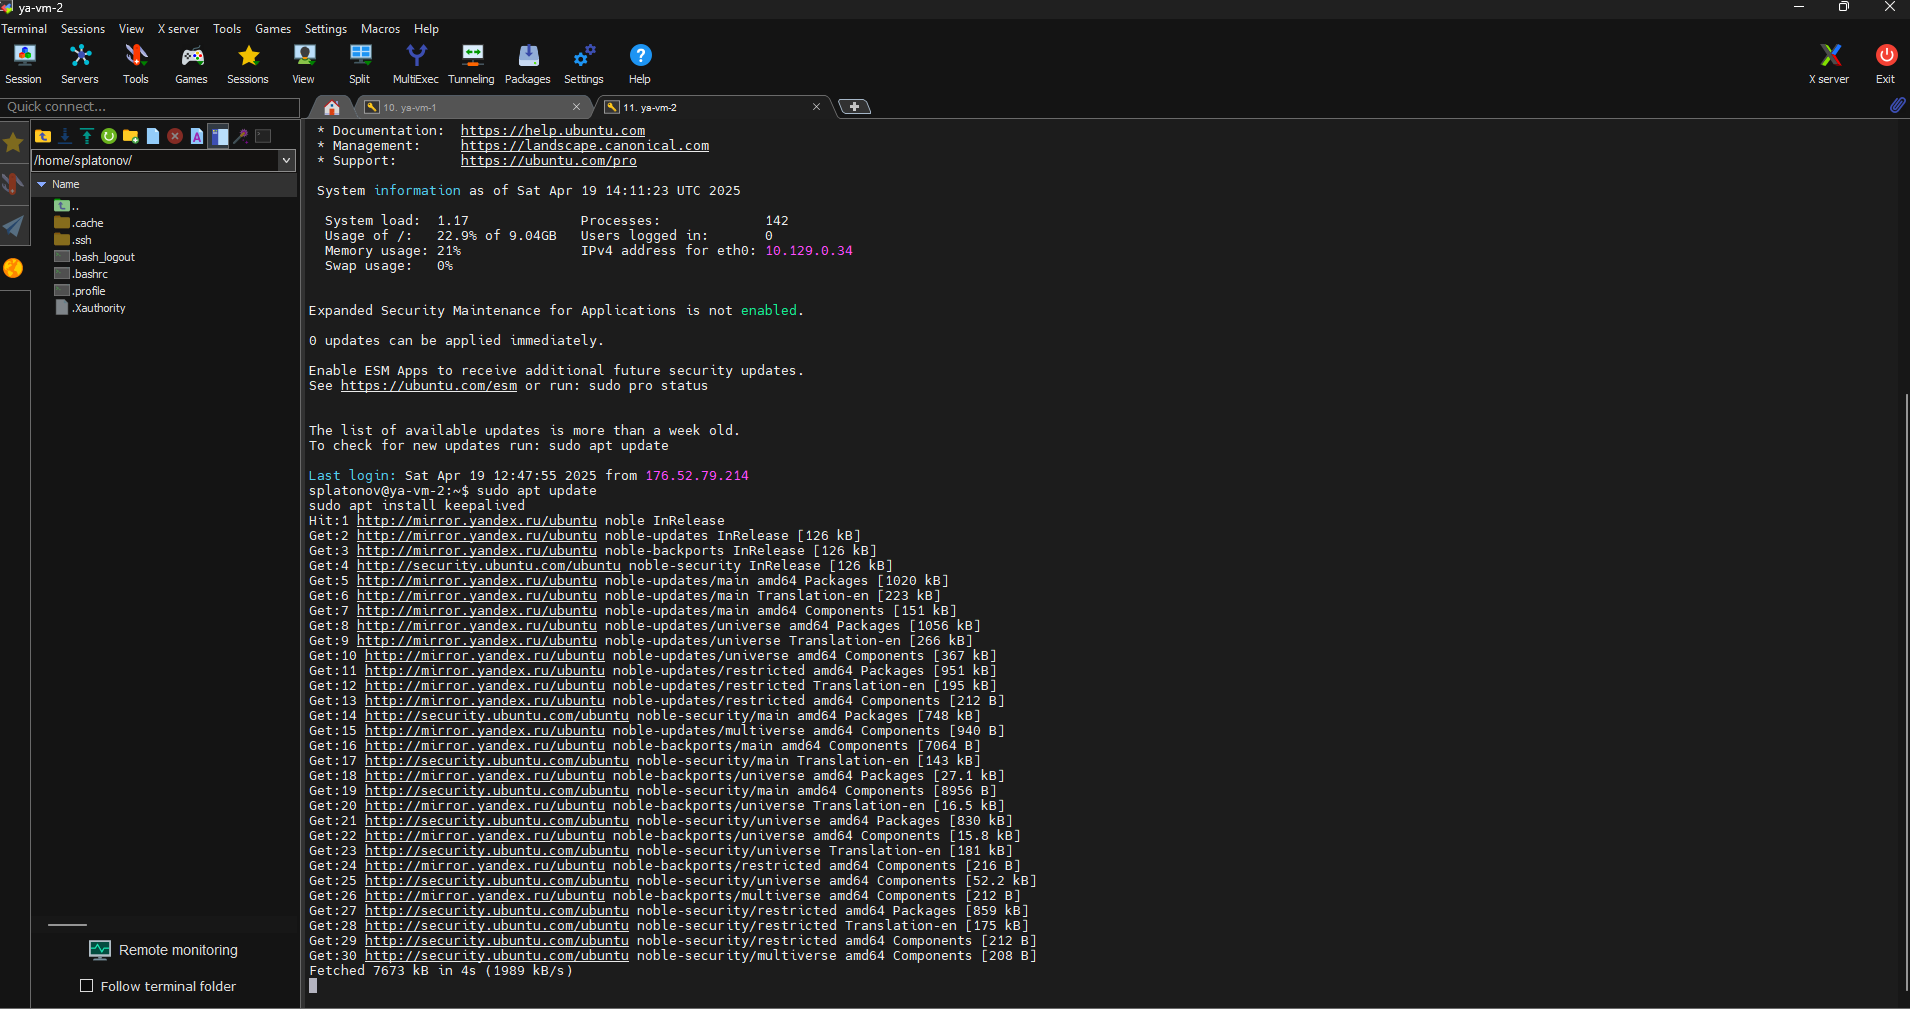 ya-vm-2
Terminal Sessions View X server Tools Games Settings Macros Help
Session Servers Tools Games Sessions View Split MultiExec Tunneling Packages Settings Help X server Exit
Quick connect...
10. ya-vm-1
11. ya-vm-2
/home/splatonov/
Name
..
.cache
.ssh
.bash_logout
.bashrc
.profile
.Xauthority
Remote monitoring
Follow terminal folder
* Documentation: https://help.ubuntu.com
* Management: https://landscape.canonical.com
* Support: https://ubuntu.com/pro
System information as of Sat Apr 19 14:11:23 UTC 2025
System load: 1.17 Processes: 142
Usage of /: 22.9% of 9.04GB Users logged in: 0
Memory usage: 21% IPv4 address for eth0: 10.129.0.34
Swap usage: 0%
Expanded Security Maintenance for Applications is not enabled.
0 updates can be applied immediately.
Enable ESM Apps to receive additional future security updates.
See https://ubuntu.com/esm or run: sudo pro status
The list of available updates is more than a week old.
To check for new updates run: sudo apt update
Last login: Sat Apr 19 12:47:55 2025 from 176.52.79.214
splatonov@ya-vm-2:~$ sudo apt update
sudo apt install keepalived
Hit:1 http://mirror.yandex.ru/ubuntu noble InRelease
Get:2 http://mirror.yandex.ru/ubuntu noble-updates InRelease [126 kB]
Get:3 http://mirror.yandex.ru/ubuntu noble-backports InRelease [126 kB]
Get:4 http://security.ubuntu.com/ubuntu noble-security InRelease [126 kB]
Get:5 http://mirror.yandex.ru/ubuntu noble-updates/main amd64 Packages [1020 kB]
Get:6 http://mirror.yandex.ru/ubuntu noble-updates/main Translation-en [223 kB]
Get:7 http://mirror.yandex.ru/ubuntu noble-updates/main amd64 Components [151 kB]
Get:8 http://mirror.yandex.ru/ubuntu noble-updates/universe amd64 Packages [1056 kB]
Get:9 http://mirror.yandex.ru/ubuntu noble-updates/universe Translation-en [266 kB]
Get:10 http://mirror.yandex.ru/ubuntu noble-updates/universe amd64 Components [367 kB]
Get:11 http://mirror.yandex.ru/ubuntu noble-updates/restricted amd64 Packages [951 kB]
Get:12 http://mirror.yandex.ru/ubuntu noble-updates/restricted Translation-en [195 kB]
Get:13 http://mirror.yandex.ru/ubuntu noble-updates/restricted amd64 Components [212 B]
Get:14 http://security.ubuntu.com/ubuntu noble-security/main amd64 Packages [748 kB]
Get:15 http://mirror.yandex.ru/ubuntu noble-updates/multiverse amd64 Components [940 B]
Get:16 http://mirror.yandex.ru/ubuntu noble-backports/main amd64 Components [7064 B]
Get:17 http://security.ubuntu.com/ubuntu noble-security/main Translation-en [143 kB]
Get:18 http://mirror.yandex.ru/ubuntu noble-backports/universe amd64 Packages [27.1 kB]
Get:19 http://security.ubuntu.com/ubuntu noble-security/main amd64 Components [8956 B]
Get:20 http://mirror.yandex.ru/ubuntu noble-backports/universe Translation-en [16.5 kB]
Get:21 http://security.ubuntu.com/ubuntu noble-security/universe amd64 Packages [830 kB]
Get:22 http://mirror.yandex.ru/ubuntu noble-backports/universe amd64 Components [15.8 kB]
Get:23 http://security.ubuntu.com/ubuntu noble-security/universe Translation-en [181 kB]
Get:24 http://mirror.yandex.ru/ubuntu noble-backports/restricted amd64 Components [216 B]
Get:25 http://security.ubuntu.com/ubuntu noble-security/universe amd64 Components [52.2 kB]
Get:26 http://mirror.yandex.ru/ubuntu noble-backports/multiverse amd64 Components [212 B]
Get:27 http://security.ubuntu.com/ubuntu noble-security/restricted amd64 Packages [859 kB]
Get:28 http://security.ubuntu.com/ubuntu noble-security/restricted Translation-en [175 kB]
Get:29 http://security.ubuntu.com/ubuntu noble-security/restricted amd64 Components [212 B]
Get:30 http://security.ubuntu.com/ubuntu noble-security/multiverse amd64 Components [208 B]
Fetched 7673 kB in 4s (1989 kB/s)